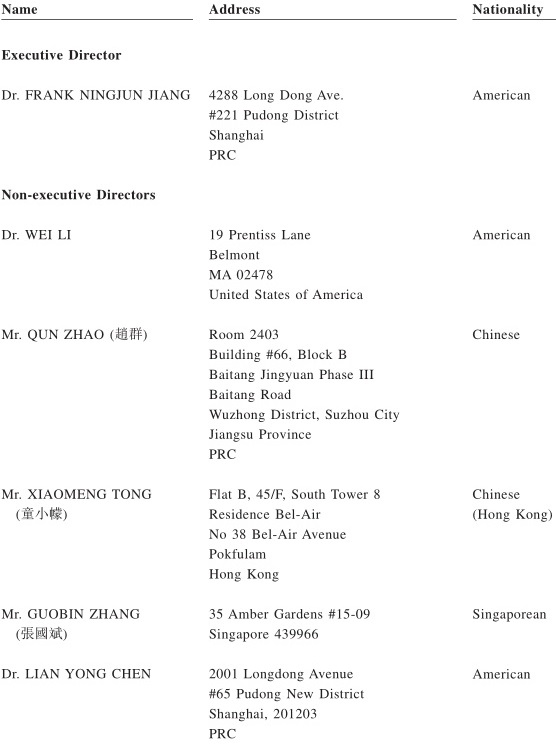 Name Address Nationality
Executive Director
Dr. FRANK NINGJUN JIANG 4288 Long Dong Ave. American
#221 Pudong District
Shanghai
PRC
Non-executive Directors
Dr. WEI LI 19 Prentiss Lane American
Belmont
MA 02478
United States of America
Mr. QUN ZHAO (趙群) Room 2403 Chinese
Building #66, Block B
Baitang Jingyuan Phase III
Baitang Road
Wuzhong District, Suzhou City
Jiangsu Province
PRC
Mr. XIAOMENG TONG Flat B, 45/F, South Tower 8 Chinese
(童小幪) Residence Bel-Air (Hong Kong)
No 38 Bel-Air Avenue
Pokfulam
Hong Kong
Mr. GUOBIN ZHANG 35 Amber Gardens #15-09 Singaporean
(張國斌) Singapore 439966
Dr. LIAN YONG CHEN 2001 Longdong Avenue American
#65 Pudong New District
Shanghai, 201203
PRC